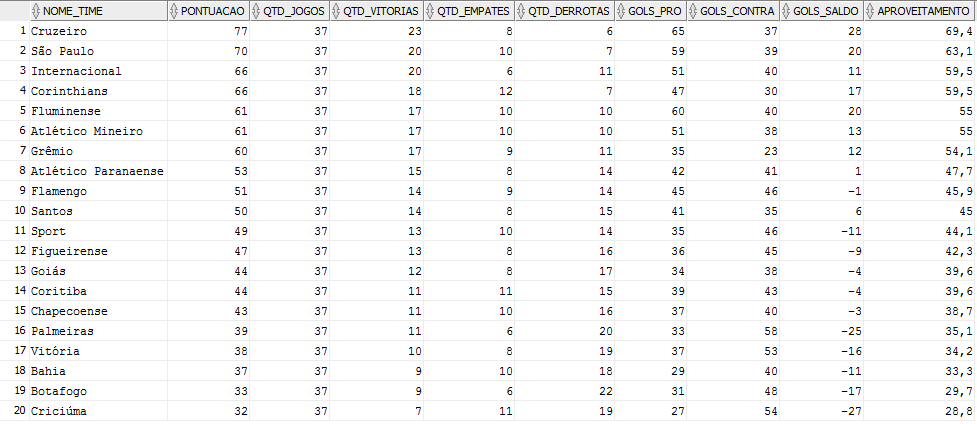 NOME_TIME PONTUACAO QTD_JOGOS QTD_VITORIAS QTD_EMPATES QTD_DERROTAS GOLS_PRO GOLS_CONTRA GOLS_SALDO APROVEITAMENTO
1 Cruzeiro 77 37 23 8 6 65 37 28 69,4
2 São Paulo 70 37 20 10 7 59 39 20 63,1
3 Internacional 66 37 20 6 11 51 40 11 59,5
4 Corinthians 66 37 18 12 7 47 30 17 59,5
5 Fluminense 61 37 17 10 10 60 40 20 55
6 Atlético Mineiro 61 37 17 10 10 51 38 13 55
7 Grêmio 60 37 17 9 11 35 23 12 54,1
8 Atlético Paranaense 53 37 15 8 14 42 41 1 47,7
9 Flamengo 51 37 14 9 14 45 46 -1 45,9
10 Santos 50 37 14 8 15 41 35 6 45
11 Sport 49 37 13 10 14 35 46 -11 44,1
12 Figueirense 47 37 13 8 16 36 45 -9 42,3
13 Goiás 44 37 12 8 17 34 38 -4 39,6
14 Coritiba 44 37 11 11 15 39 43 -4 39,6
15 Chapecoense 43 37 11 10 16 37 40 -3 38,7
16 Palmeiras 39 37 11 6 20 33 58 -25 35,1
17 Vitória 38 37 10 8 19 37 53 -16 34,2
18 Bahia 37 37 9 10 18 29 40 -11 33,3
19 Botafogo 33 37 9 6 22 31 48 -17 29,7
20 Criciúma 32 37 7 11 19 27 54 -27 28,8